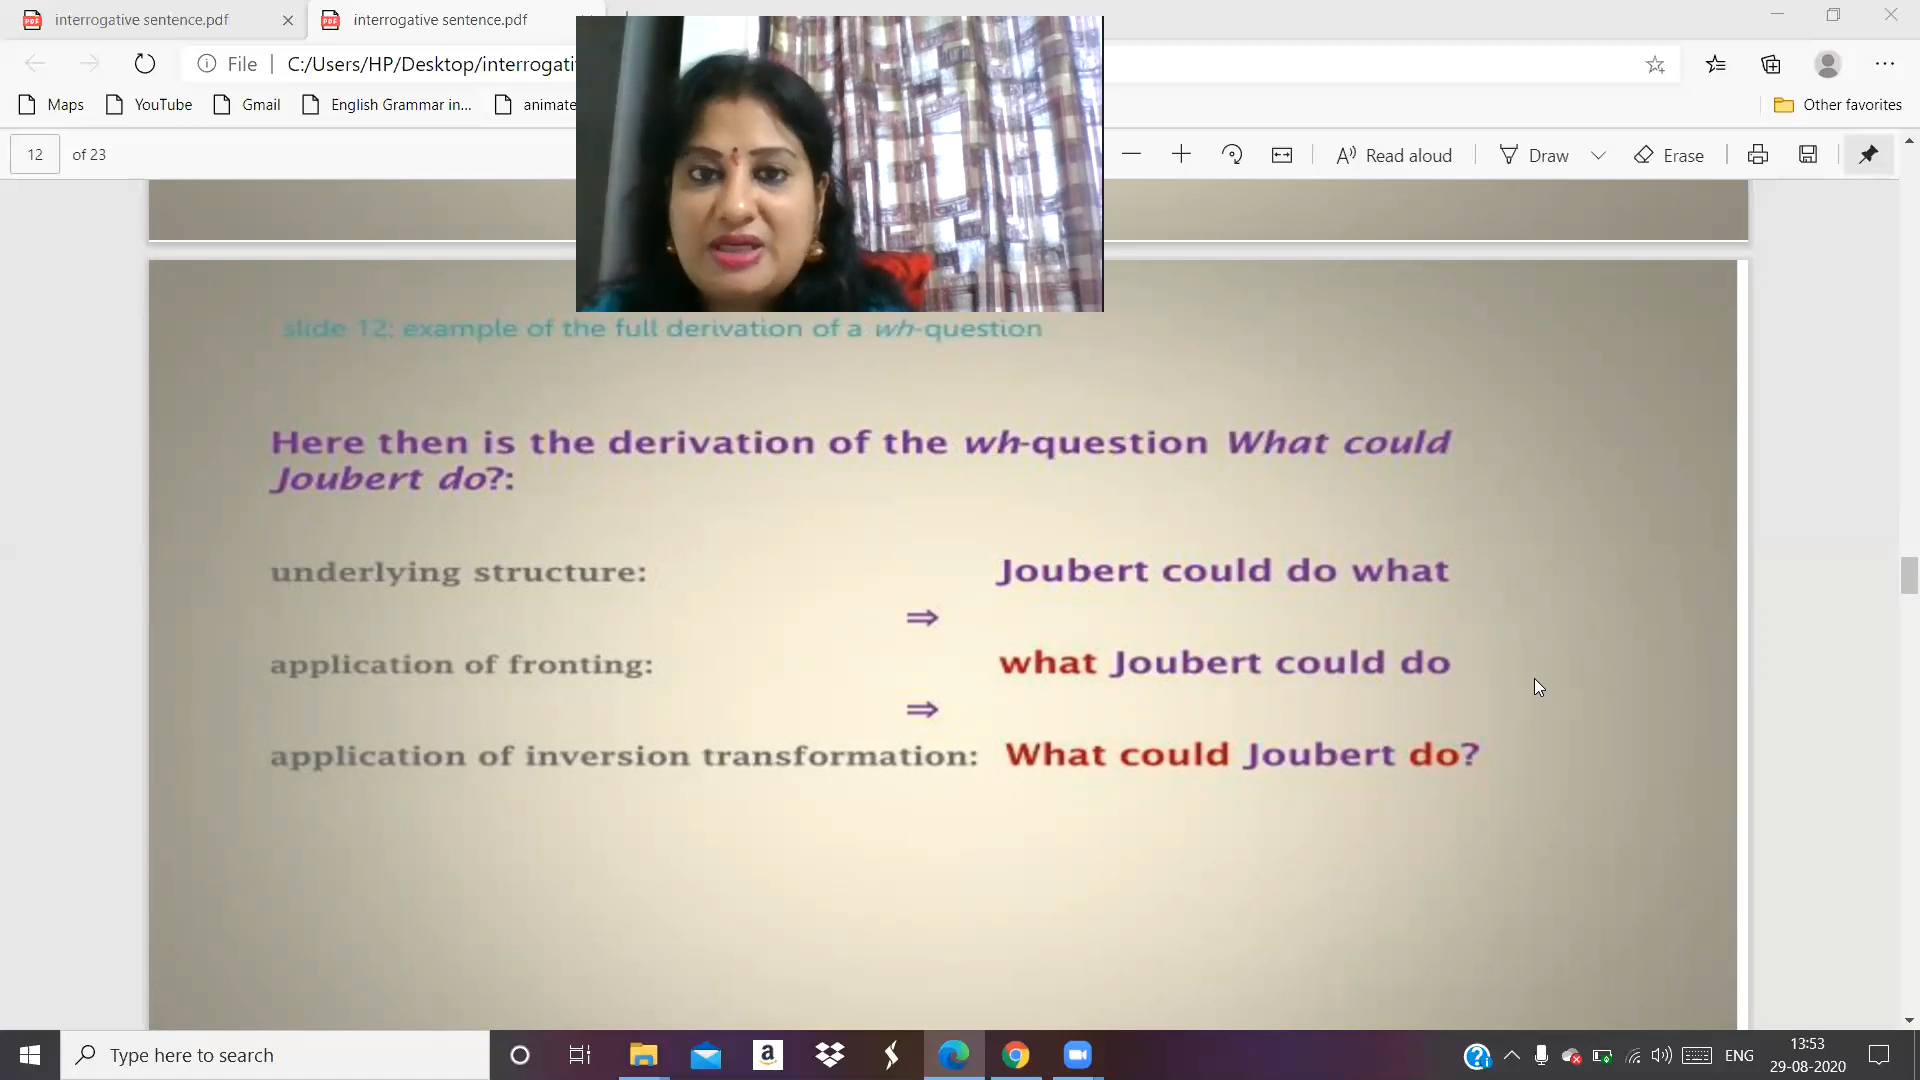 interrogative sentence.pdf
interrogative sentence.pdf
File
C:/Users/HP/Desktop/interrogati
Maps
YouTube
Gmail
English Grammar in...
animate
Other favorites
12 of 23
Read aloud
Draw
Erase
slide 12: example of the full derivation of a wh-question
Here then is the derivation of the wh-question What could
Joubert do?:
underlying structure: Joubert could do what
⇒
application of fronting: what Joubert could do
⇒
application of inversion transformation: What could Joubert do?
Type here to search
ENG
13:53
29-08-2020